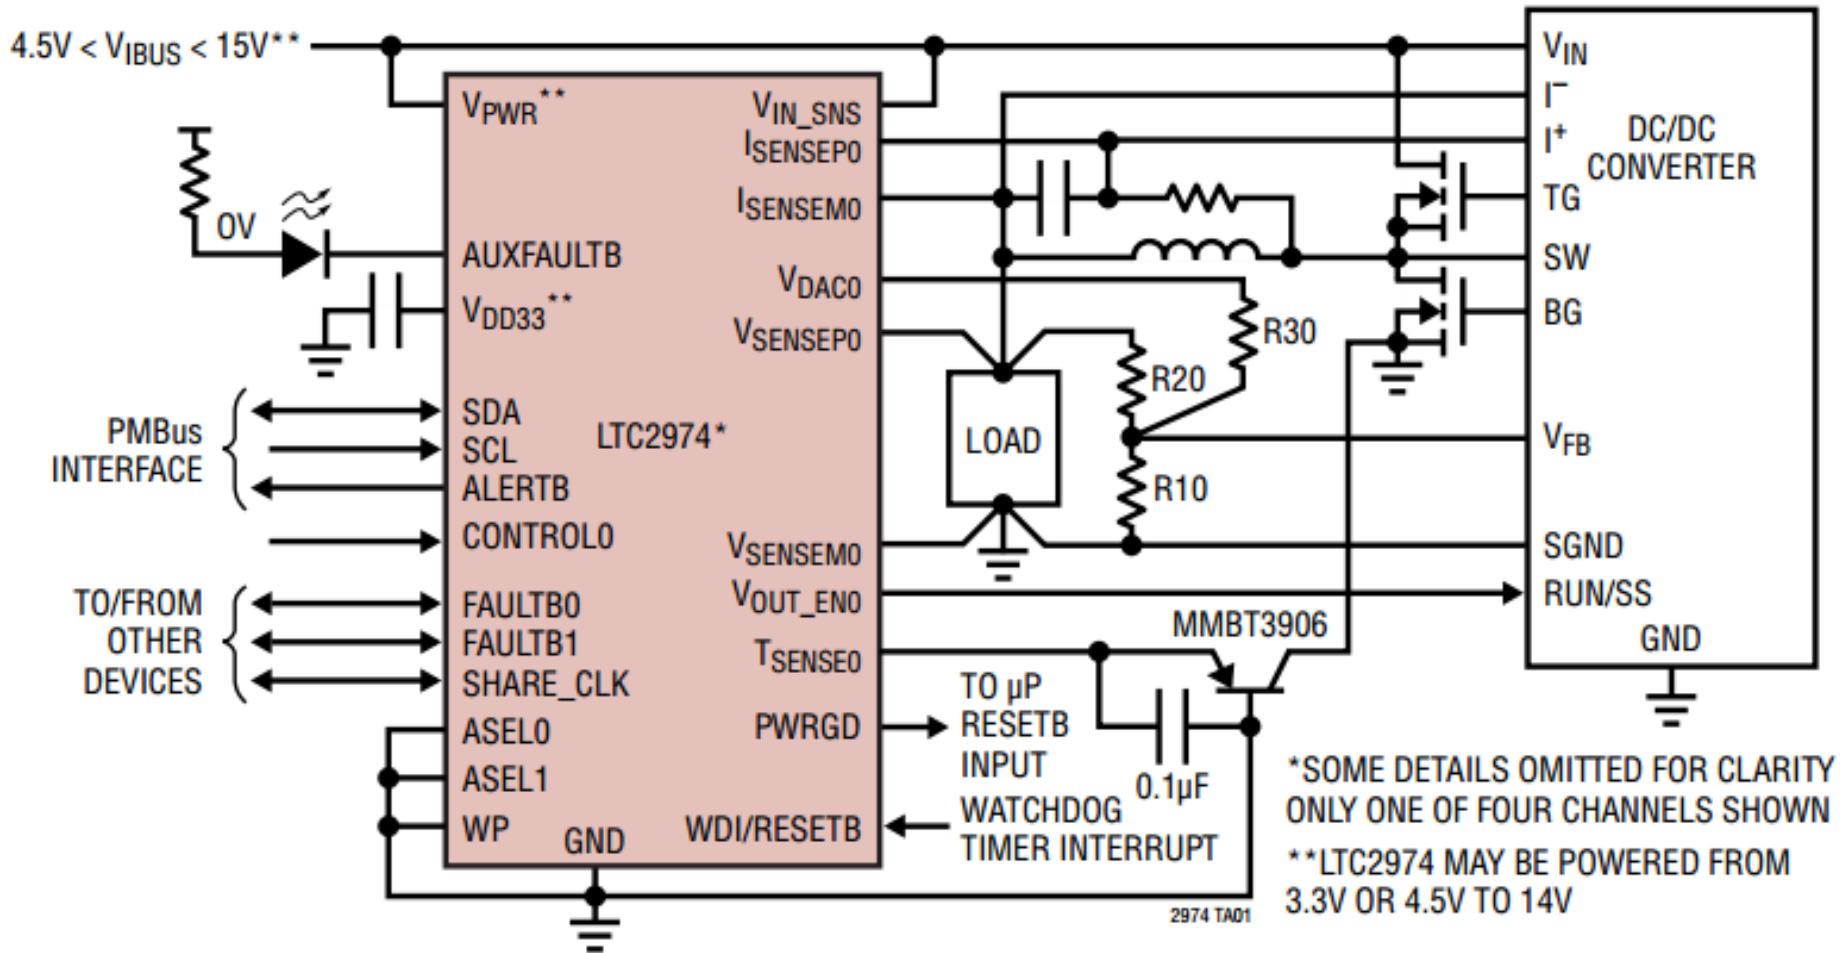 4.5V < VIBUS < 15V**
VPWR**
0V
AUXFAULTB
VDD33**
PMBus
INTERFACE
SDA
SCL
ALERTB
CONTROL0
TO/FROM
OTHER
DEVICES
FAULTB0
FAULTB1
SHARE_CLK
ASEL0
ASEL1
WP
GND
LTC2974*
VIN_SNS
ISENSEP0
ISENSEM0
VDAC0
VSENSEP0
VSENSEM0
VOUT_EN0
TSENSE0
PWRGD
WDI/RESETB
LOAD
R20
R30
R10
MMBT3906
0.1µF
TO µP
RESETB
INPUT
WATCHDOG
TIMER INTERRUPT
VIN
I–
I+
DC/DC
CONVERTER
TG
SW
BG
VFB
SGND
RUN/SS
GND
*SOME DETAILS OMITTED FOR CLARITY
ONLY ONE OF FOUR CHANNELS SHOWN
**LTC2974 MAY BE POWERED FROM
3.3V OR 4.5V TO 14V
2974 TA01